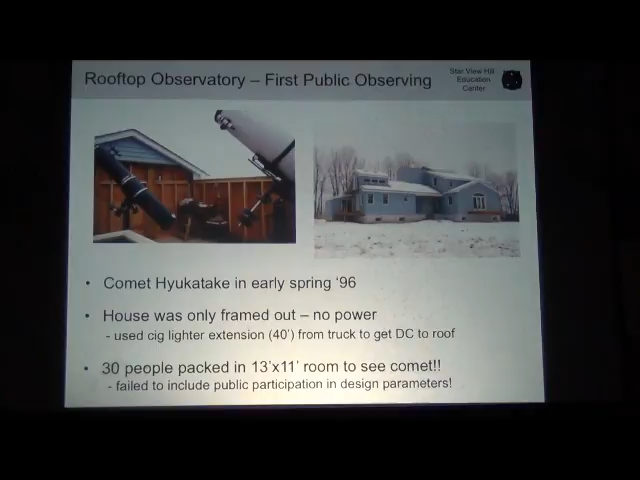 Rooftop Observatory – First Public Observing
Star View Hill
Education
Center
• Comet Hyukatake in early spring ‘96
• House was only framed out – no power
- used cig lighter extension (40’) from truck to get DC to roof
• 30 people packed in 13’x11’ room to see comet!!
- failed to include public participation in design parameters!